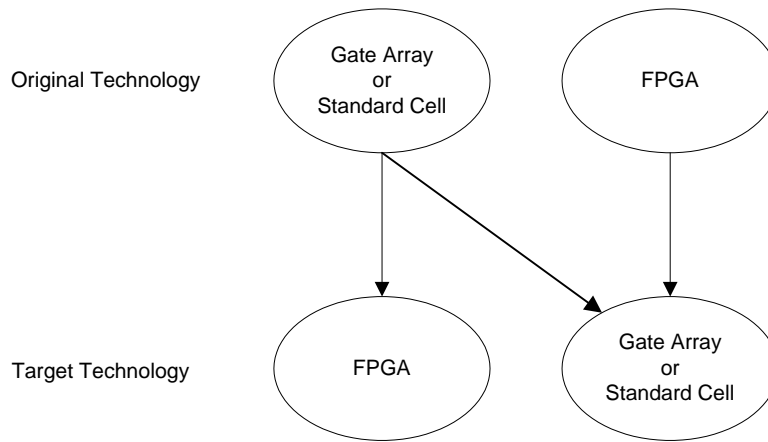 Original Technology
Gate Array
or
Standard Cell
FPGA
Target Technology
FPGA
Gate Array
or
Standard Cell